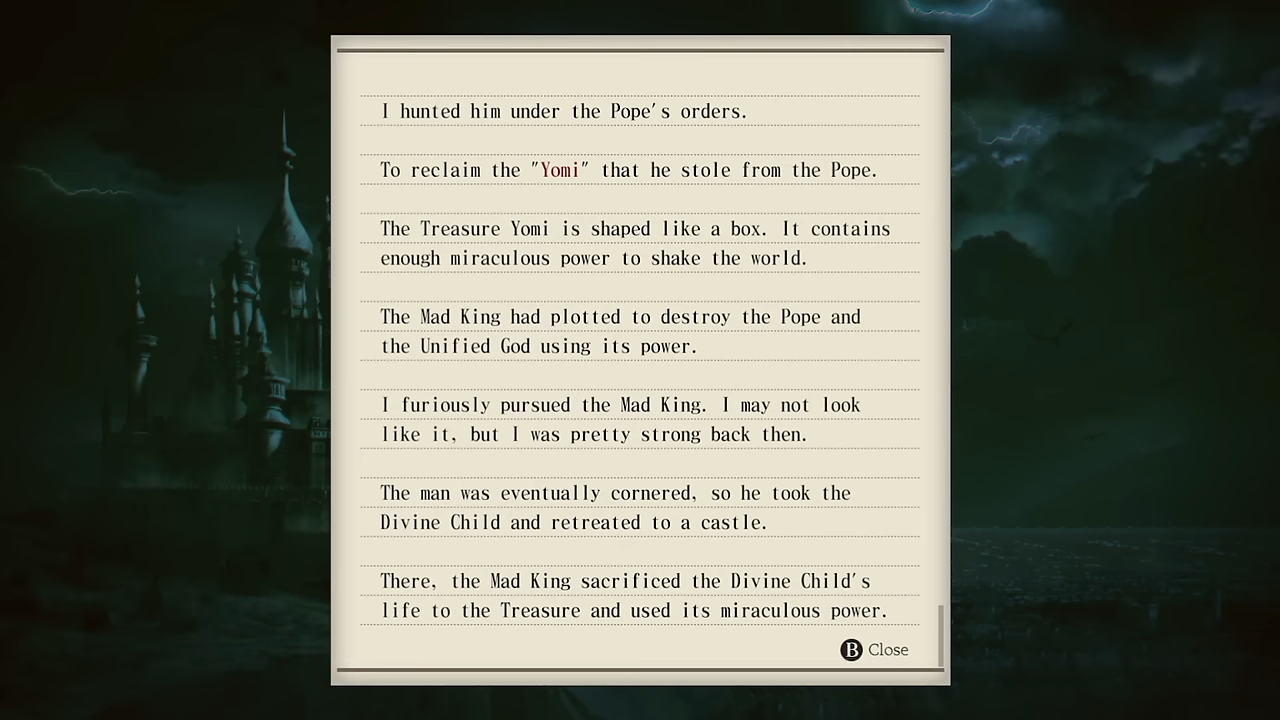 I hunted him under the Pope's orders.
To reclaim the "Yomi" that he stole from the Pope.
The Treasure Yomi is shaped like a box. It contains
enough miraculous power to shake the world.
The Mad King had plotted to destroy the Pope and
the Unified God using its power.
I furiously pursued the Mad King. I may not look
like it, but I was pretty strong back then.
The man was eventually cornered, so he took the
Divine Child and retreated to a castle.
There, the Mad King sacrificed the Divine Child's
life to the Treasure and used its miraculous power.
B Close